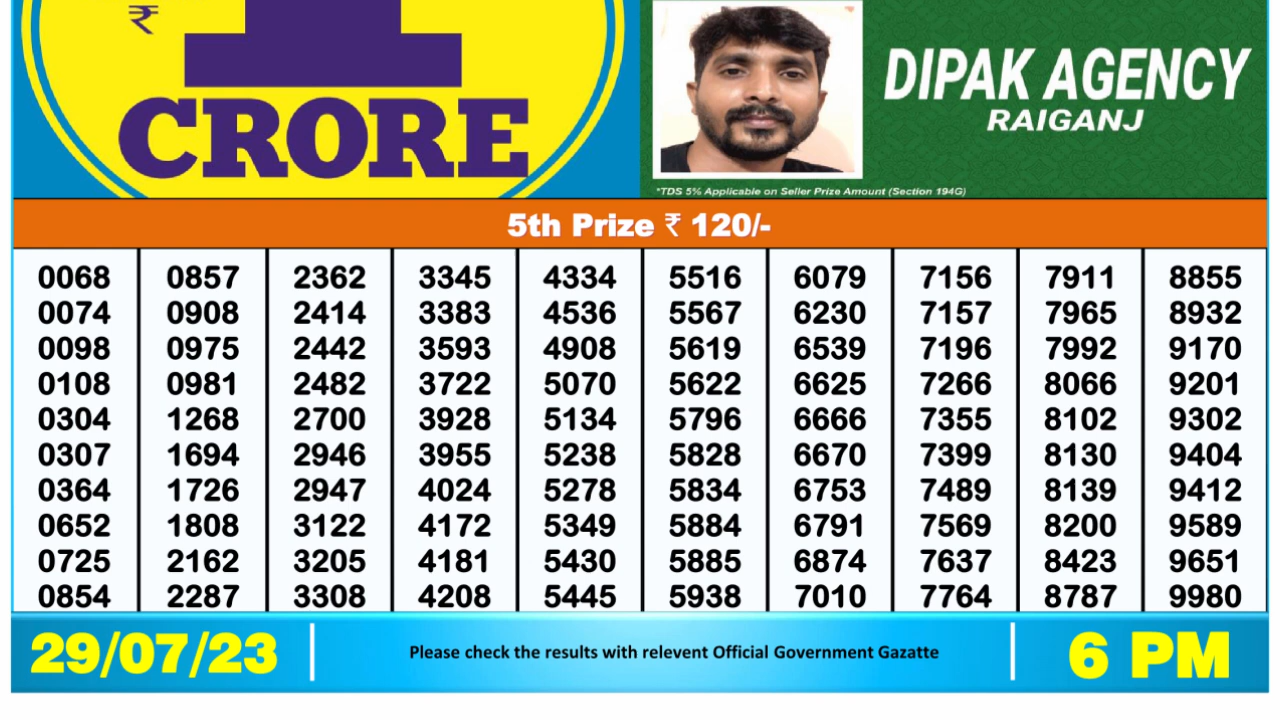 ₹ 1
CRORE
DIPAK AGENCY
RAIGANJ
*TDS 5% Applicable on Seller Prize Amount (Section 194G)
5th Prize ₹ 120/-
0068 0857 2362 3345 4334 5516 6079 7156 7911 8855
0074 0908 2414 3383 4536 5567 6230 7157 7965 8932
0098 0975 2442 3593 4908 5619 6539 7196 7992 9170
0108 0981 2482 3722 5070 5622 6625 7266 8066 9201
0304 1268 2700 3928 5134 5796 6666 7355 8102 9302
0307 1694 2946 3955 5238 5828 6670 7399 8130 9404
0364 1726 2947 4024 5278 5834 6753 7489 8139 9412
0652 1808 3122 4172 5349 5884 6791 7569 8200 9589
0725 2162 3205 4181 5430 5885 6874 7637 8423 9651
0854 2287 3308 4208 5445 5938 7010 7764 8787 9980
29/07/23
Please check the results with relevent Official Government Gazatte
6 PM